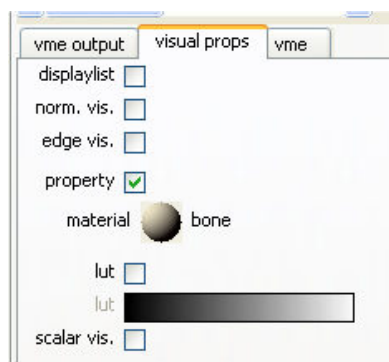 vme output visual props vme
displaylist
norm. vis.
edge vis.
property
material bone
lut
lut
scalar vis.